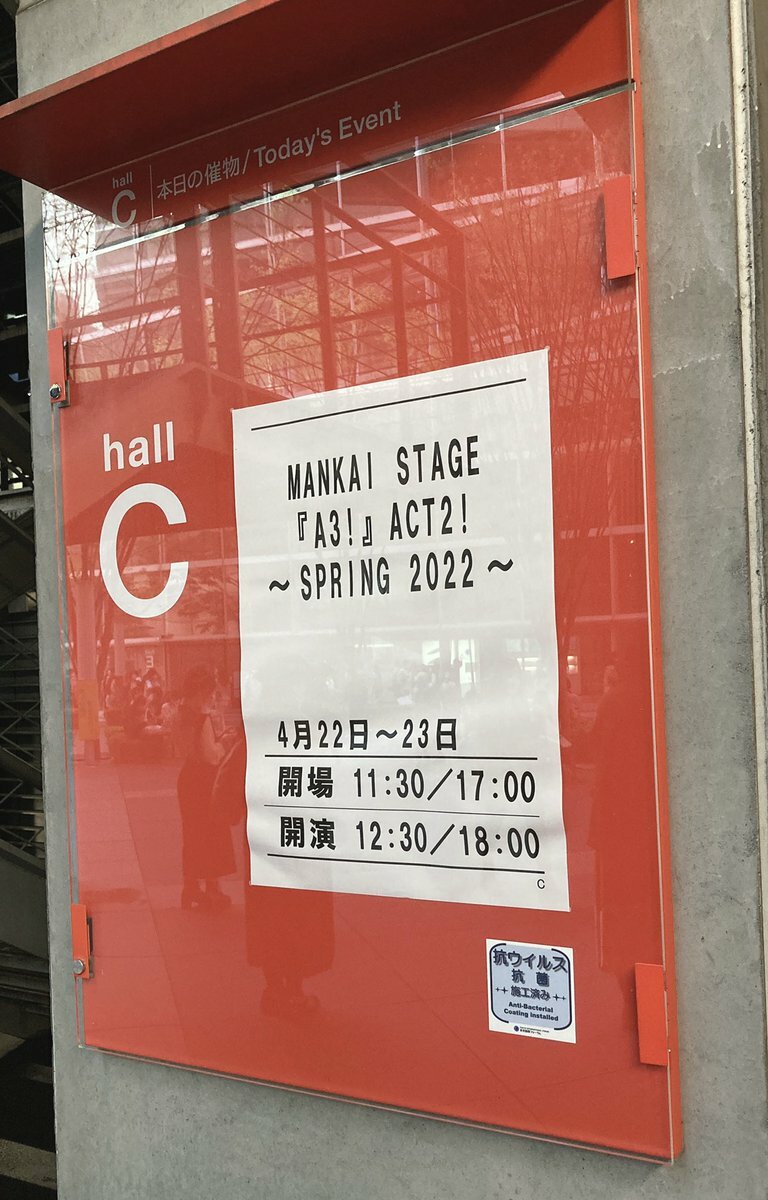 hall
C
本日の催物/Today's Event
hall
C
MANKAI STAGE
『A3!』ACT2!
～SPRING 2022～
4月22日～23日
開場 11:30／17:00
開演 12:30／18:00
C
抗ウイルス
抗菌
施工済み
Anti-Bacterial
Coating Installed